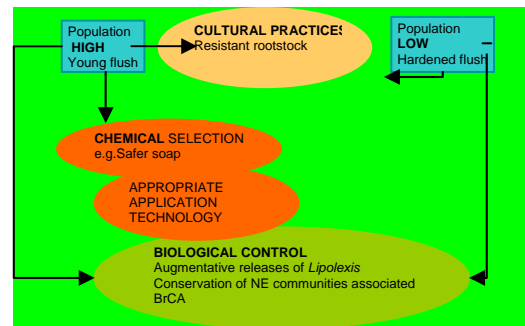 Population
HIGH
Young flush
CULTURAL PRACTICES
Resistant rootstock
Population
LOW
Hardened flush
CHEMICAL SELECTION
e.g.Safer soap
APPROPRIATE
APPLICATION
TECHNOLOGY
BIOLOGICAL CONTROL
Augmentative releases of Lipolexis
Conservation of NE communities associated
BrCA